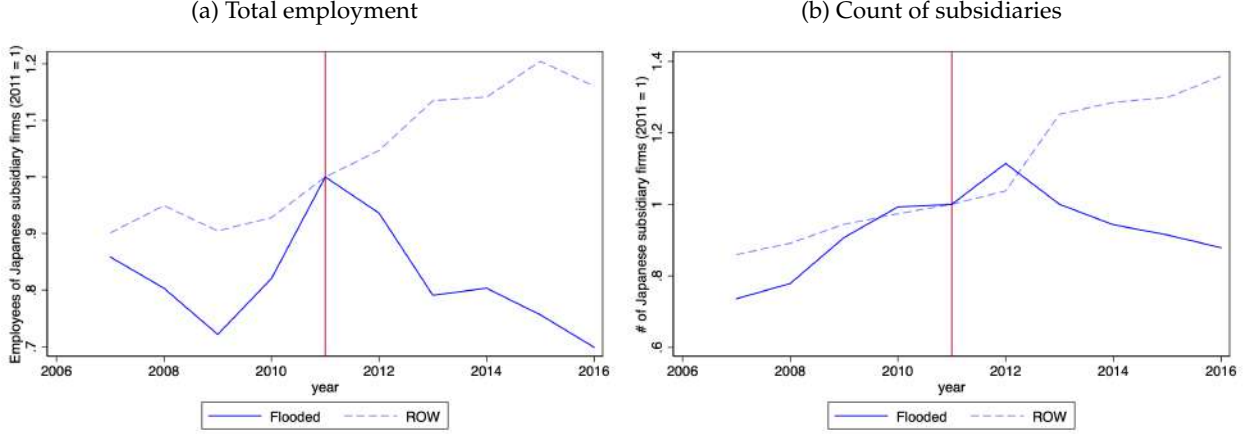 (a) Total employment
Employees of Japanese subsidiary firms (2011 = 1)
1.2
1.1
1
.9
.8
.7
2006 2008 2010 2012 2014 2016
year
Flooded ROW
(b) Count of subsidiaries
# of Japanese subsidiary firms (2011 = 1)
1.4
1.2
1
.8
.6
2006 2008 2010 2012 2014 2016
year
Flooded ROW